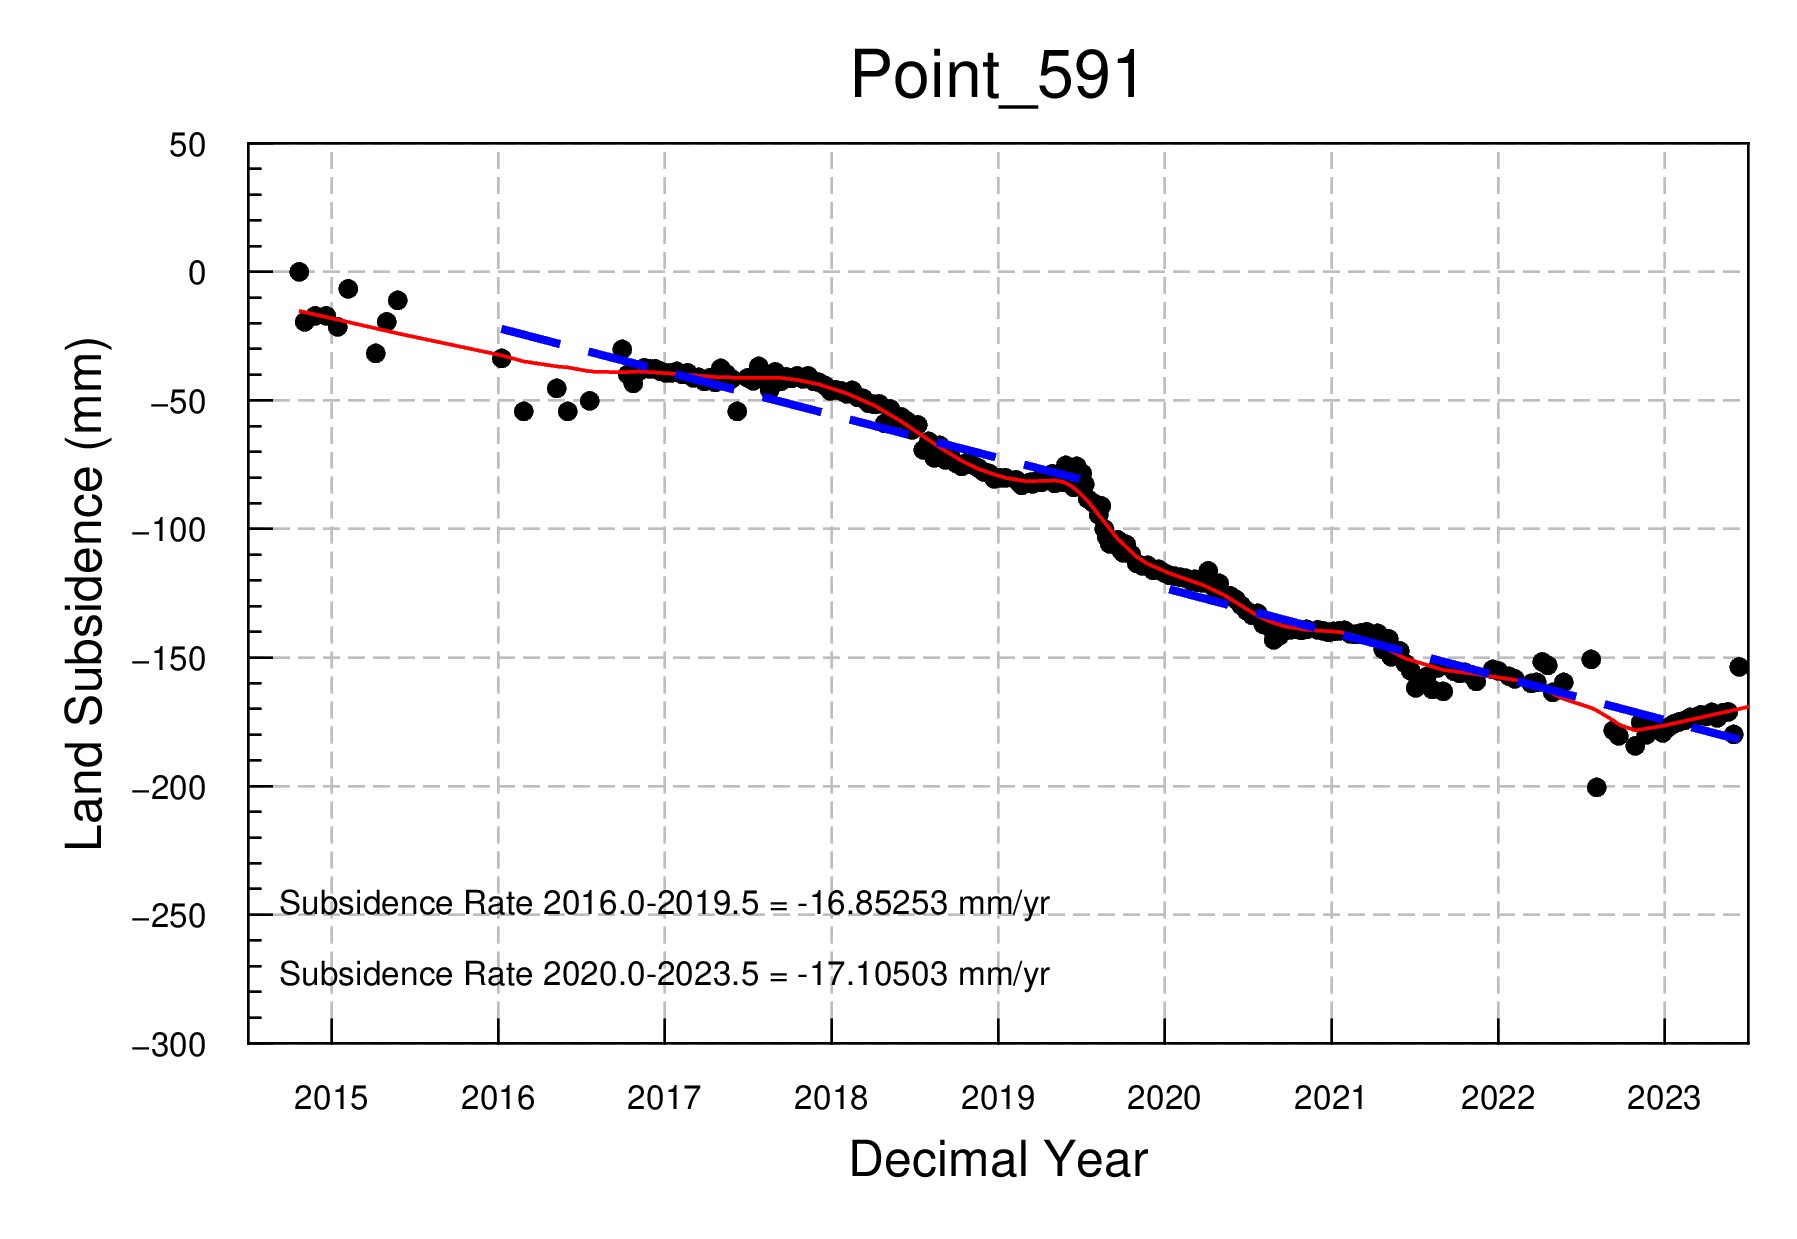 Point_591
50
0
−50
−100
−150
−200
−250
−300
Land Subsidence (mm)
Subsidence Rate 2016.0-2019.5 = -16.85253 mm/yr
Subsidence Rate 2020.0-2023.5 = -17.10503 mm/yr
2015 2016 2017 2018 2019 2020 2021 2022 2023
Decimal Year